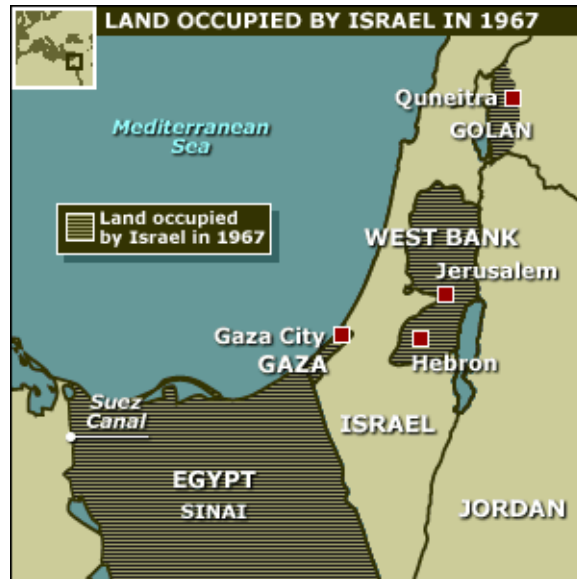 LAND OCCUPIED BY ISRAEL IN 1967
Quneitra
GOLAN
Mediterranean
Sea
Land occupied
by Israel in 1967
WEST BANK
Jerusalem
Gaza City
GAZA
Hebron
Suez
Canal
ISRAEL
EGYPT
SINAI
JORDAN